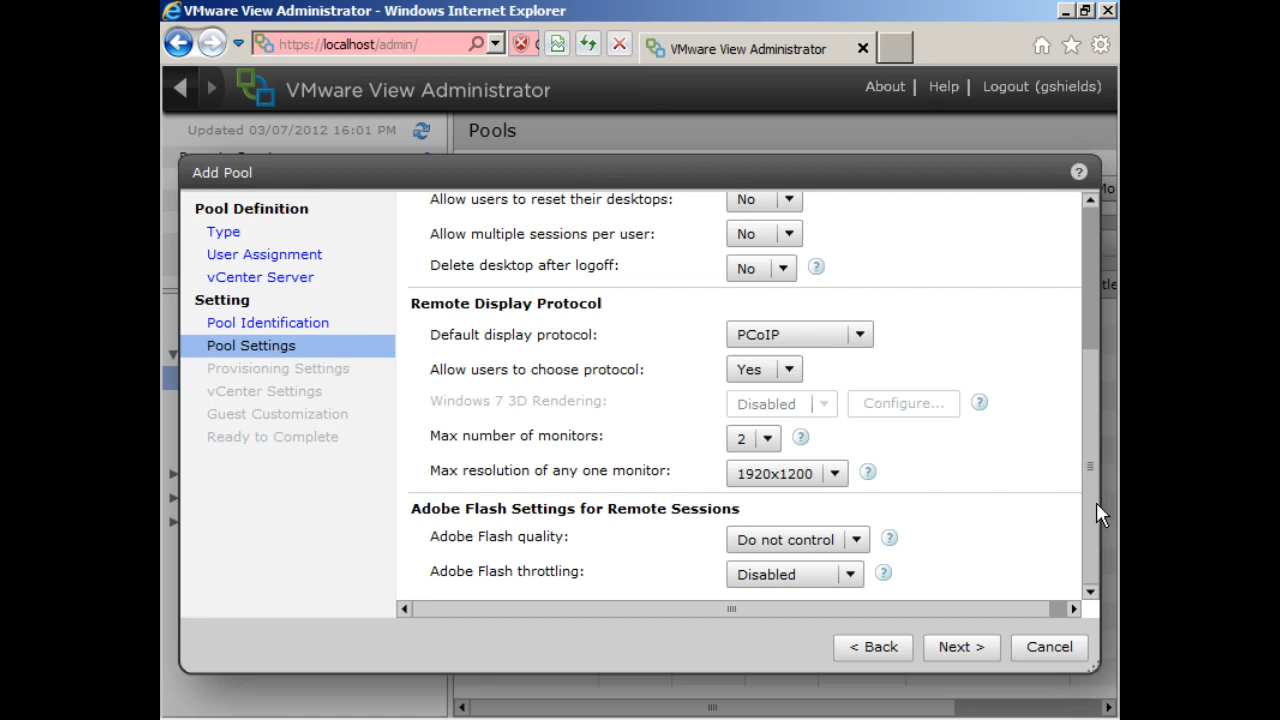 VMware View Administrator - Windows Internet Explorer
https://localhost/admin/
VMware View Administrator
VMware View Administrator
About | Help | Logout (gshields)
Updated 03/07/2012 16:01 PM
Pools
Add Pool
Pool Definition
Type
User Assignment
vCenter Server
Setting
Pool Identification
Pool Settings
Provisioning Settings
vCenter Settings
Guest Customization
Ready to Complete
Allow users to reset their desktops: No
Allow multiple sessions per user: No
Delete desktop after logoff: No
Remote Display Protocol
Default display protocol: PCoIP
Allow users to choose protocol: Yes
Windows 7 3D Rendering: Disabled Configure...
Max number of monitors: 2
Max resolution of any one monitor: 1920x1200
Adobe Flash Settings for Remote Sessions
Adobe Flash quality: Do not control
Adobe Flash throttling: Disabled
< Back Next > Cancel